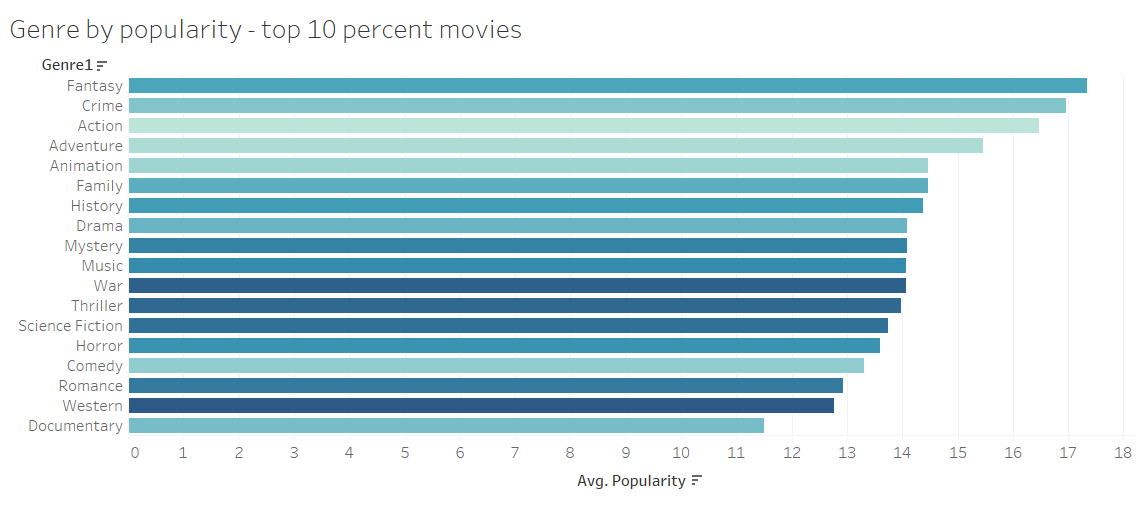 Genre by popularity - top 10 percent movies
Genre1
Fantasy
Crime
Action
Adventure
Animation
Family
History
Drama
Mystery
Music
War
Thriller
Science Fiction
Horror
Comedy
Romance
Western
Documentary
0 1 2 3 4 5 6 7 8 9 10 11 12 13 14 15 16 17 18
Avg. Popularity